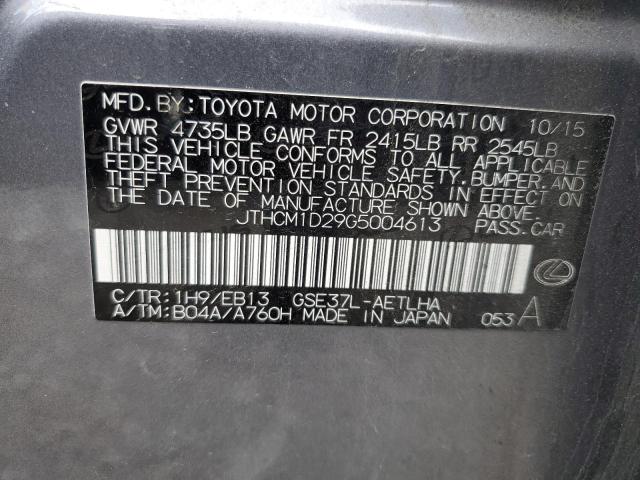 MFD. BY: TOYOTA MOTOR CORPORATION 10/15
GVWR 4735LB GAWR FR 2415LB RR 2545LB
THIS VEHICLE CONFORMS TO ALL APPLICABLE
FEDERAL MOTOR VEHICLE SAFETY, BUMPER, AND
THEFT PREVENTION STANDARDS IN EFFECT ON
THE DATE OF MANUFACTURE SHOWN ABOVE.
JTHCM1D29G5004613 PASS. CAR
C/TR: 1H9/EB13 GSE37L-AETLHA
A/TM: B04A/A760H MADE IN JAPAN 053 A